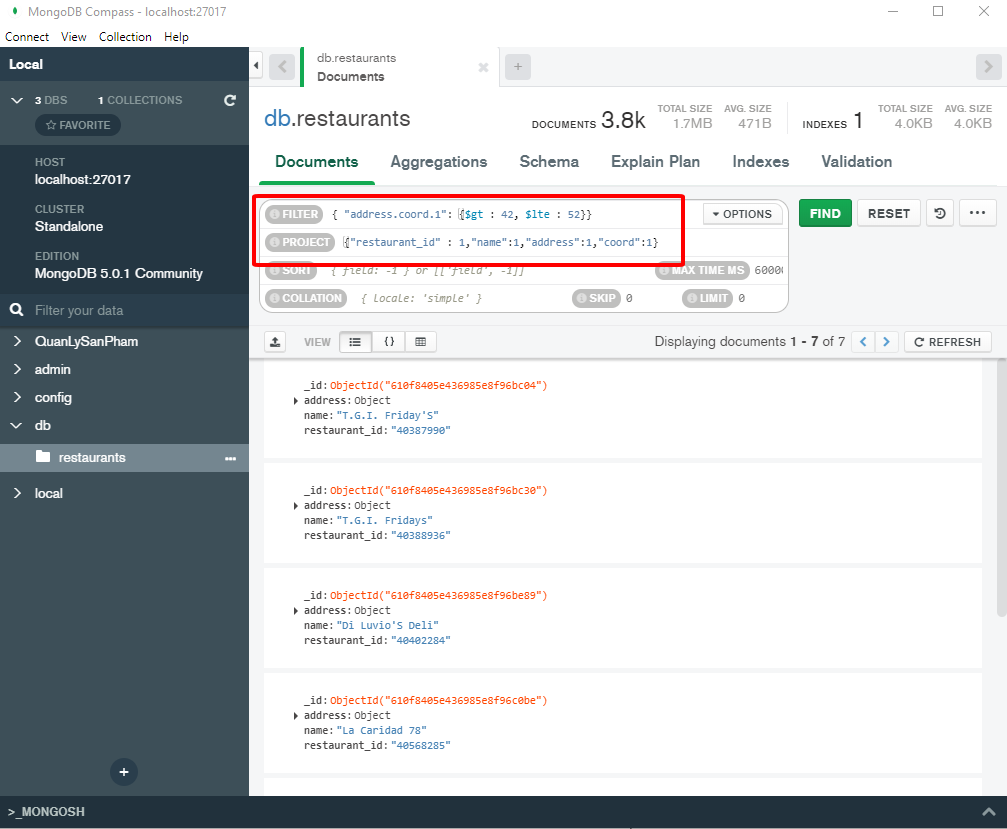 MongoDB Compass - localhost:27017
Connect View Collection Help
Local
3 DBS 1 COLLECTIONS
FAVORITE
HOST
localhost:27017
CLUSTER
Standalone
EDITION
MongoDB 5.0.1 Community
Filter your data
QuanLySanPham
admin
config
db
restaurants
local
>_MONGOSH
db.restaurants
Documents
db.restaurants
DOCUMENTS 3.8k
TOTAL SIZE
1.7MB
AVG. SIZE
471B
INDEXES 1
TOTAL SIZE
4.0KB
AVG. SIZE
4.0KB
Documents Aggregations Schema Explain Plan Indexes Validation
FILTER { "address.coord.1": {$gt : 42, $lte : 52}}
OPTIONS
FIND
RESET
PROJECT {"restaurant_id" : 1,"name":1,"address":1,"coord":1}
SORT { field: -1 } or [['field', -1]]
MAX TIME MS 60000
COLLATION { locale: 'simple' }
SKIP 0
LIMIT 0
VIEW
{}
Displaying documents 1 - 7 of 7
REFRESH
_id: ObjectId("610f8405e436985e8f96bc04")
address: Object
name: "T.G.I. Friday'S"
restaurant_id: "40387990"
_id: ObjectId("610f8405e436985e8f96bc30")
address: Object
name: "T.G.I. Fridays"
restaurant_id: "40388936"
_id: ObjectId("610f8405e436985e8f96be89")
address: Object
name: "Di Luvio'S Deli"
restaurant_id: "40402284"
_id: ObjectId("610f8405e436985e8f96c0be")
address: Object
name: "La Caridad 78"
restaurant_id: "40568285"